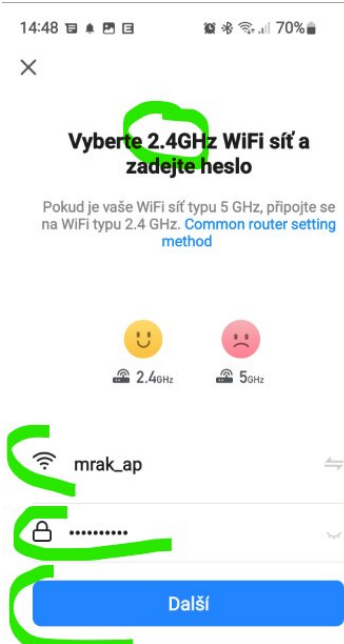 14:48 70%
Vyberte 2.4GHz WiFi síť a
zadejte heslo
Pokud je vaše WiFi síť typu 5 GHz, připojte se
na WiFi typu 2.4 GHz. Common router setting
method
2.4GHz 5GHz
mrak_ap
••••••••••
Další